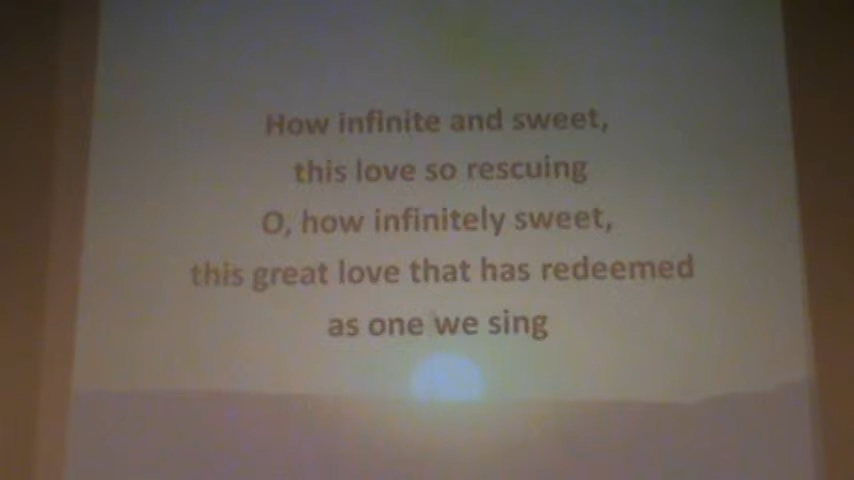 How infinite and sweet,
this love so rescuing
O, how infinitely sweet,
this great love that has redeemed
as one we sing